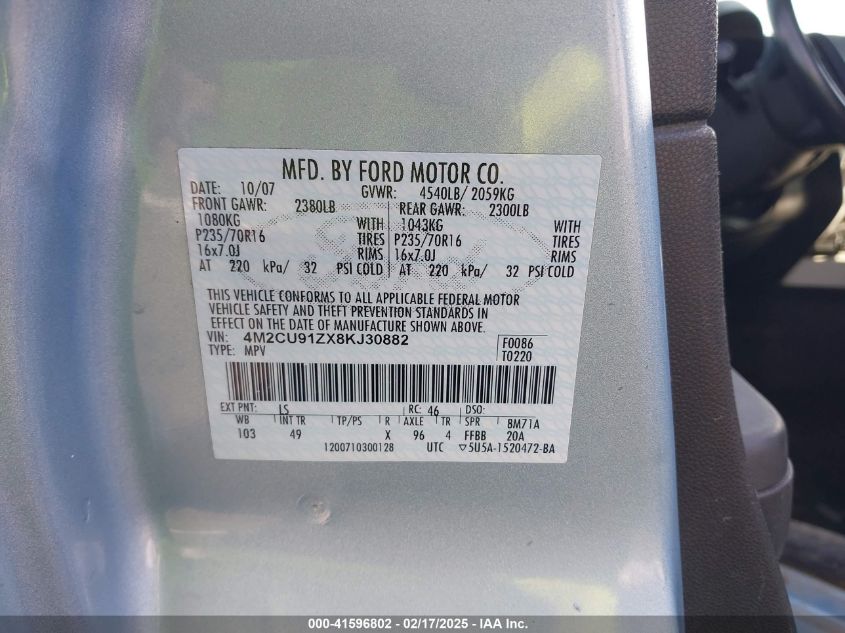 MFD. BY FORD MOTOR CO.
DATE: 10/07 GVWR: 4540LB/ 2059KG
FRONT GAWR: 2380LB REAR GAWR: 2300LB
1080KG WITH 1043KG WITH
P235/70R16 TIRES P235/70R16 TIRES
16x7.0J RIMS 16x7.0J RIMS
AT 220 kPa/ 32 PSI COLD AT 220 kPa/ 32 PSI COLD
THIS VEHICLE CONFORMS TO ALL APPLICABLE FEDERAL MOTOR
VEHICLE SAFETY AND THEFT PREVENTION STANDARDS IN
EFFECT ON THE DATE OF MANUFACTURE SHOWN ABOVE.
VIN: 4M2CU91ZX8KJ30882 F0086
TYPE: MPV T0220
EXT PNT: LS RC: 46 DSO:
WB INT TR TP/PS R AXLE TR SPR BM71A
103 49 X 96 4 FFBB 20A
1200710300128 UTC ▽5U5A-1520472-BA
000-41596802 - 02/17/2025 - IAA Inc.